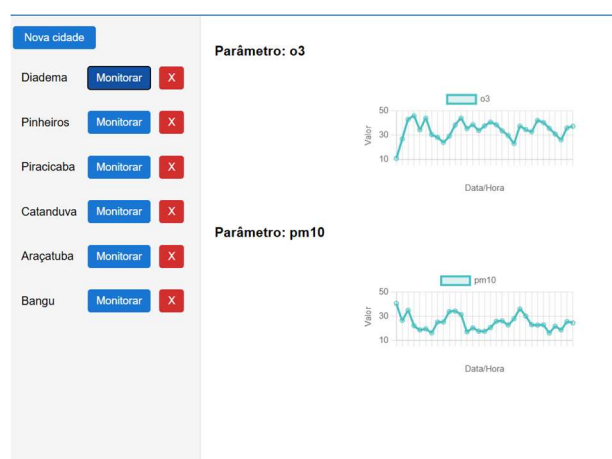 Nova cidade
Diadema Monitorar X
Pinheiros Monitorar X
Piracicaba Monitorar X
Catanduva Monitorar X
Araçatuba Monitorar X
Bangu Monitorar X
Parâmetro: o3
o3
50
30
10
Valor
Data/Hora
Parâmetro: pm10
pm10
50
30
10
Valor
Data/Hora